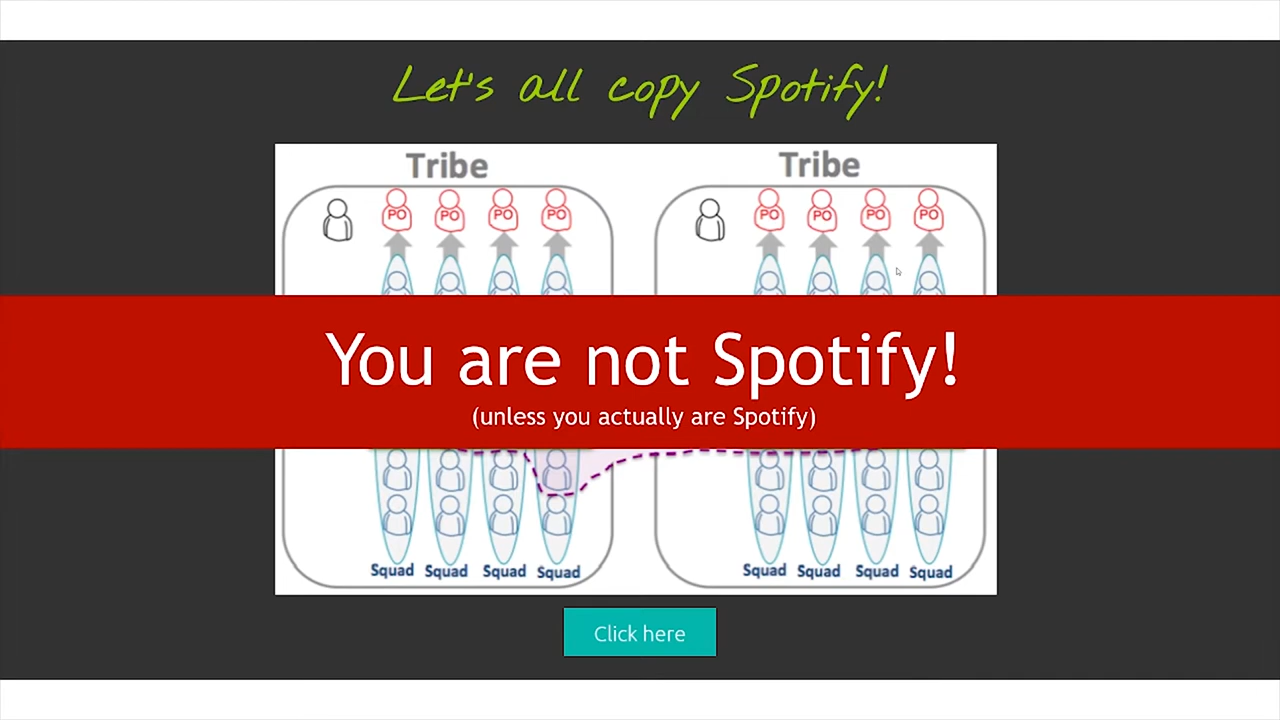 Let's all copy Spotify!
Tribe Tribe
PO PO PO PO PO PO PO PO
You are not Spotify!
(unless you actually are Spotify)
Squad Squad Squad Squad Squad Squad Squad Squad
Click here